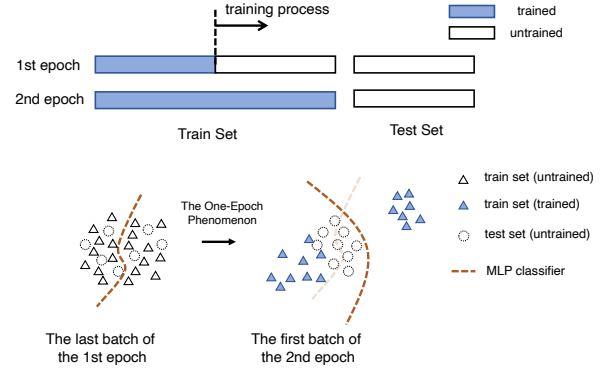 training process
trained
untrained
1st epoch
2nd epoch
Train Set
Test Set
The One-Epoch
Phenomenon
train set (untrained)
train set (trained)
test set (untrained)
MLP classifier
The last batch of
the 1st epoch
The first batch of
the 2nd epoch